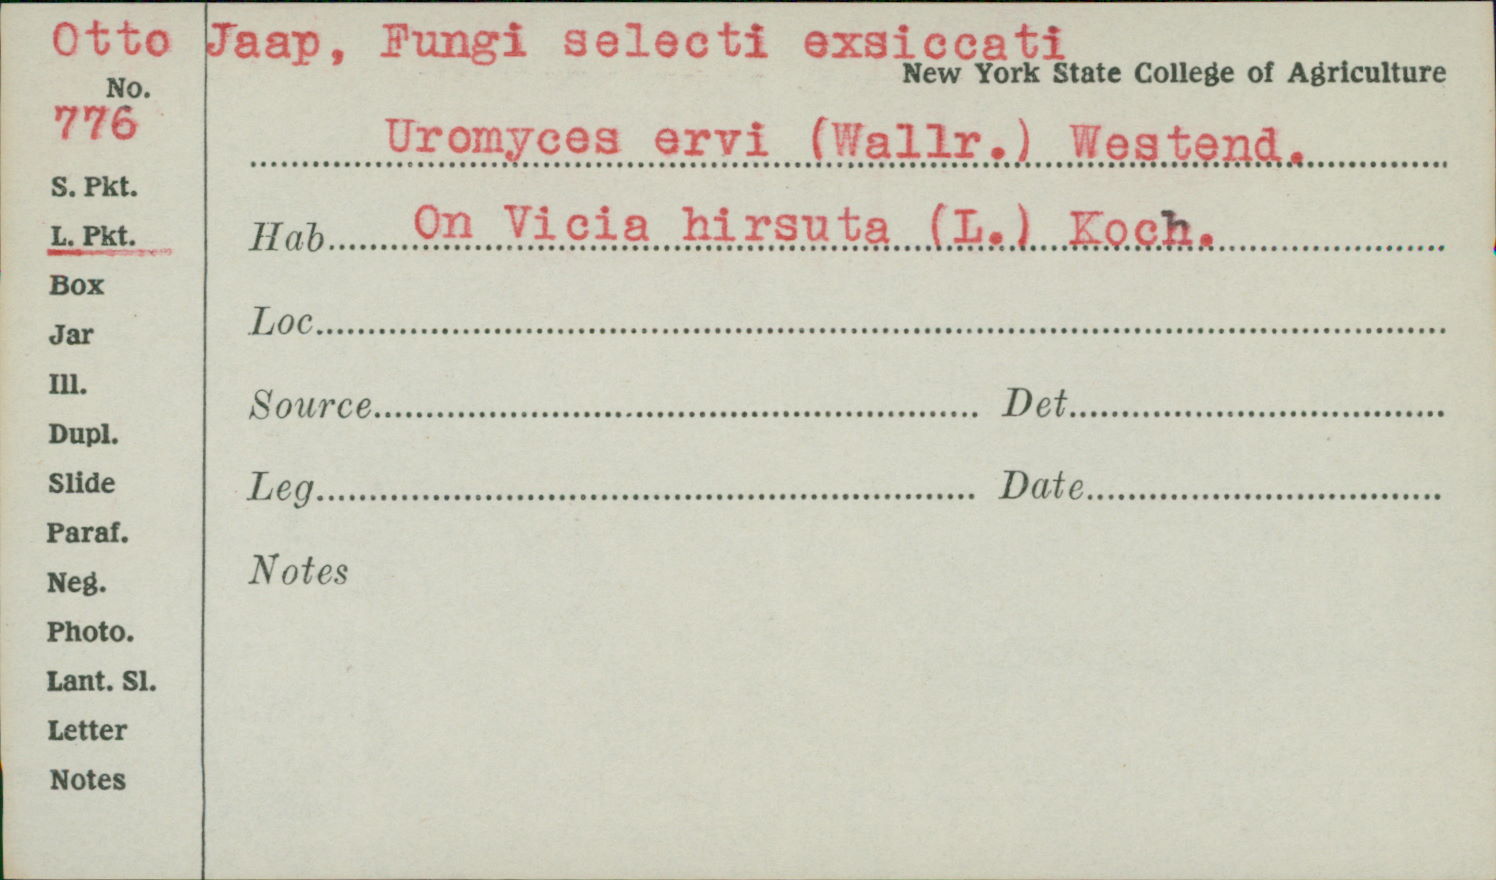 Otto Jaap, Fungi selecti exsiccati
New York State College of Agriculture
No.
776
Uromyces ervi (Wallr.) Westend.
S. Pkt.
L. Pkt.
Hab. On Vicia hirsuta (L.) Koch.
Box
Loc.
Jar
Ill.
Source Det.
Dupl.
Slide
Leg. Date
Paraf.
Neg.
Notes
Photo.
Lant. Sl.
Letter
Notes